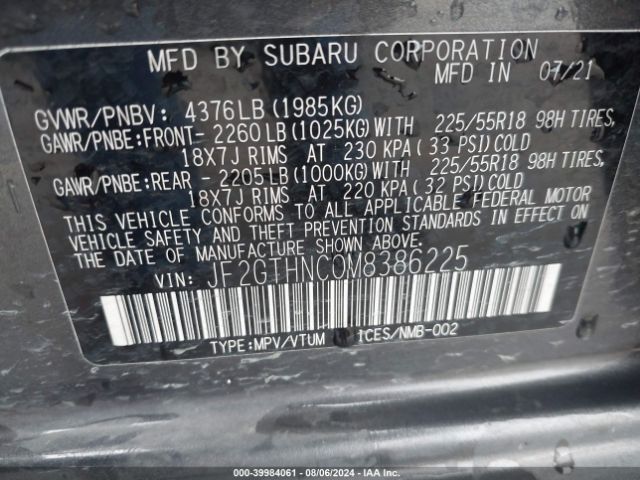 MFD BY SUBARU CORPORATION
MFD IN 07/21
GVWR/PNBV: 4376LB(1985KG)
GAWR/PNBE:FRONT- 2260LB(1025KG)WITH 225/55R18 98H TIRES,
18X7J RIMS AT 230 KPA(33 PSI)COLD
GAWR/PNBE:REAR - 2205LB(1000KG)WITH 225/55R18 98H TIRES,
18X7J RIMS AT 220 KPA(32 PSI)COLD
THIS VEHICLE CONFORMS TO ALL APPLICABLE FEDERAL MOTOR
VEHICLE SAFETY AND THEFT PREVENTION STANDARDS IN EFFECT ON
THE DATE OF MANUFACTURE SHOWN ABOVE.
VIN: JF2GTHNC0M8386225
TYPE:MPV/VTUM ICES/NMB-002
000-39984061 - 08/06/2024 - IAA Inc.